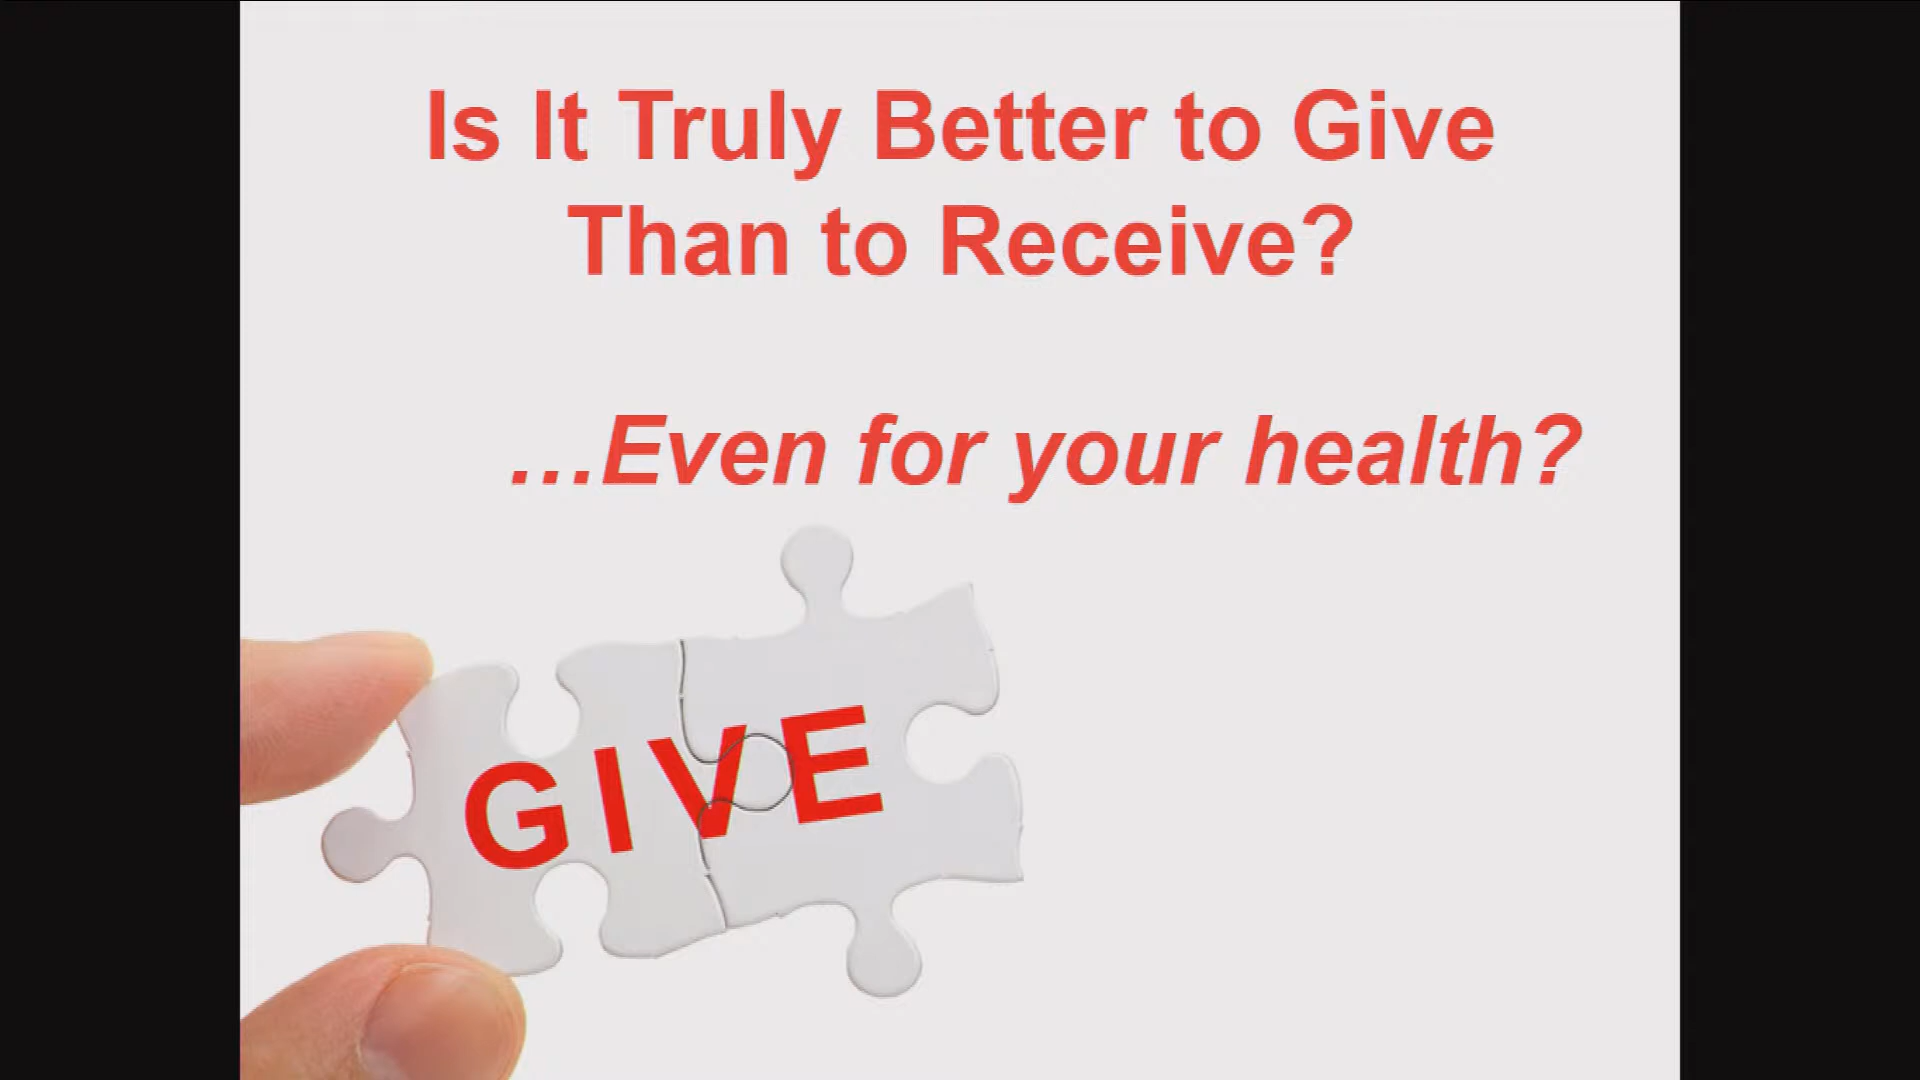 Is It Truly Better to Give
Than to Receive?
...Even for your health?
GIVE